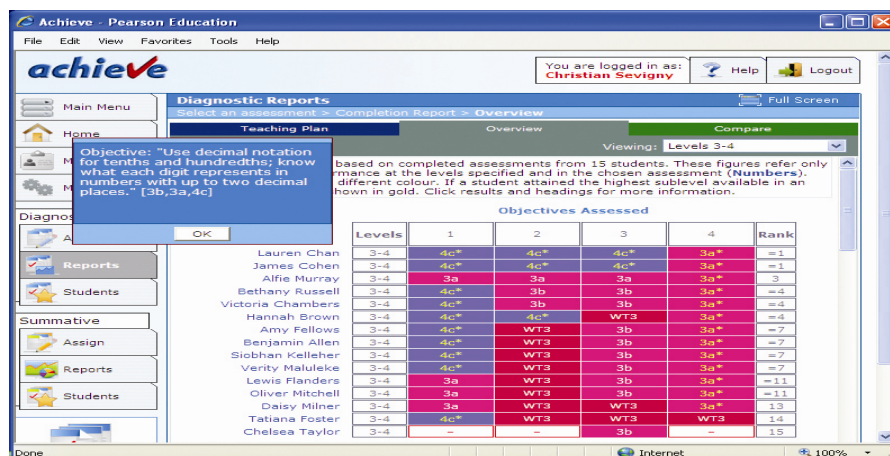 Achieve - Pearson Education
File Edit View Favorites Tools Help
achieve
You are logged in as:
Christian Sevigny
Help
Logout
Main Menu
Home
Diagnostic Reports
Full Screen
Select an assessment > Completion Report > Overview
Teaching Plan Overview Compare
Viewing: Levels 3-4
Objective: "Use decimal notation
for tenths and hundredths; know
what each digit represents in
numbers with up to two decimal
places." [3b,3a,4c]
OK
based on completed assessments from 15 students. These figures refer only
mance at the levels specified and in the chosen assessment (Numbers).
different colour. If a student attained the highest sublevel available in an
hown in gold. Click results and headings for more information.
Objectives Assessed
Levels 1 2 3 4 Rank
Lauren Chan 3-4 4c* 4c* 4c* 3a* =1
James Cohen 3-4 4c* 4c* 4c* 3a* =1
Alfie Murray 3-4 3a 3a 3a 3a* 3
Bethany Russell 3-4 4c* 3b 3b 3a* =4
Victoria Chambers 3-4 4c* 3b 3b 3a* =4
Hannah Brown 3-4 4c* 4c* WT3 3a* =4
Amy Fellows 3-4 4c* WT3 3b 3a* =7
Benjamin Allen 3-4 4c* WT3 3b 3a* =7
Siobhan Kelleher 3-4 4c* WT3 3b 3a* =7
Verity Maluleke 3-4 4c* WT3 3b 3a* =7
Lewis Flanders 3-4 3a WT3 3b 3a* =11
Oliver Mitchell 3-4 3a WT3 3b 3a* =11
Daisy Milner 3-4 3a WT3 WT3 3a* 13
Tatiana Foster 3-4 4c* WT3 WT3 WT3 14
Chelsea Taylor 3-4 – – 3b – 15
M
M
Diagnos
A
Reports
Students
Summative
Assign
Reports
Students
Done
Internet
100%